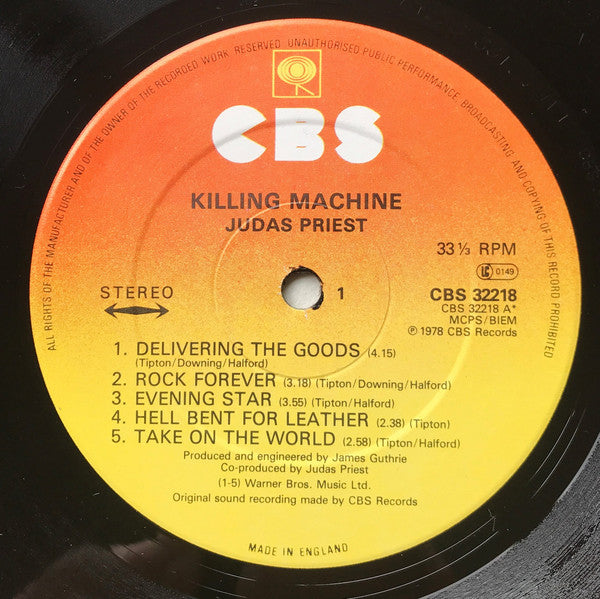 ALL RIGHTS OF THE MANUFACTURER AND OF THE OWNER OF THE RECORDED WORK RESERVED UNAUTHORISED PUBLIC PERFORMANCE, BROADCASTING AND COPYING OF THIS RECORD PROHIBITED
CBS
KILLING MACHINE
JUDAS PRIEST
33⅓ RPM
LC 0149
STEREO
1
CBS 32218
CBS 32218 A*
MCPS/BIEM
℗ 1978 CBS Records
1. DELIVERING THE GOODS (4.15)
(Tipton/Downing/Halford)
2. ROCK FOREVER (3.18) (Tipton/Downing/Halford)
3. EVENING STAR (3.55) (Tipton/Halford)
4. HELL BENT FOR LEATHER (2.38) (Tipton)
5. TAKE ON THE WORLD (2.58) (Tipton/Halford)
Produced and engineered by James Guthrie
Co-produced by Judas Priest
(1-5) Warner Bros. Music Ltd.
Original sound recording made by CBS Records
MADE IN ENGLAND